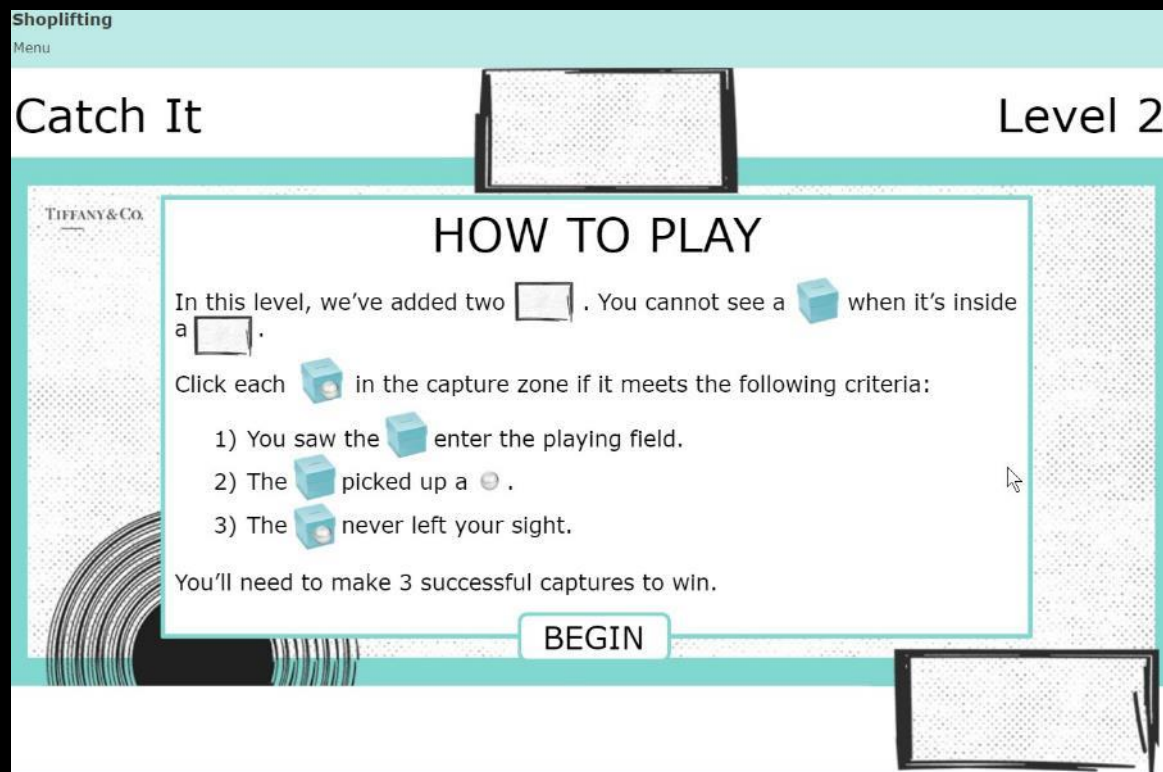 Shoplifting
Menu
Catch It
Level 2
TIFFANY & CO.
HOW TO PLAY
In this level, we’ve added two . You cannot see a when it’s inside
a .
Click each in the capture zone if it meets the following criteria:
1) You saw the enter the playing field.
2) The picked up a .
3) The never left your sight.
You’ll need to make 3 successful captures to win.
BEGIN